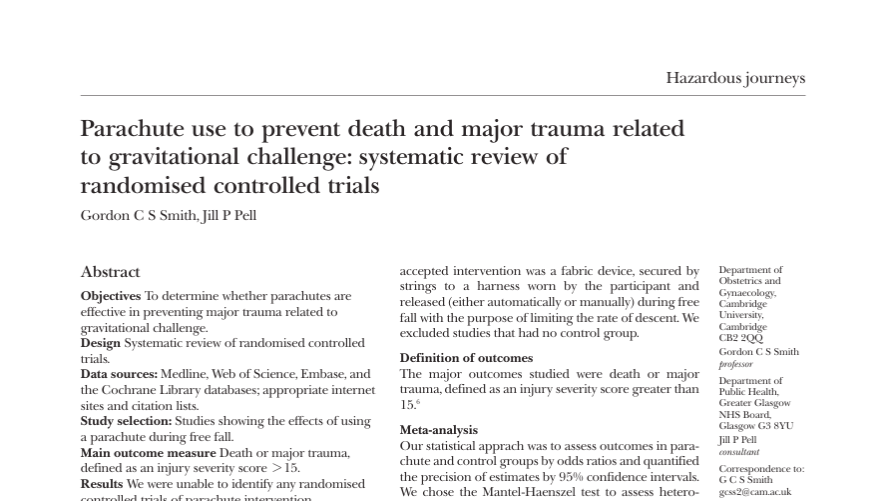 Hazardous journeys
Parachute use to prevent death and major trauma related
to gravitational challenge: systematic review of
randomised controlled trials
Gordon C S Smith, Jill P Pell
Abstract
Objectives To determine whether parachutes are
effective in preventing major trauma related to
gravitational challenge.
Design Systematic review of randomised controlled
trials.
Data sources: Medline, Web of Science, Embase, and
the Cochrane Library databases; appropriate internet
sites and citation lists.
Study selection: Studies showing the effects of using
a parachute during free fall.
Main outcome measure Death or major trauma,
defined as an injury severity score > 15.
Results We were unable to identify any randomised
controlled trials of parachute intervention.
accepted intervention was a fabric device, secured by
strings to a harness worn by the participant and
released (either automatically or manually) during free
fall with the purpose of limiting the rate of descent. We
excluded studies that had no control group.
Definition of outcomes
The major outcomes studied were death or major
trauma, defined as an injury severity score greater than
15.6
Meta-analysis
Our statistical apprach was to assess outcomes in para-
chute and control groups by odds ratios and quantified
the precision of estimates by 95% confidence intervals.
We chose the Mantel-Haenszel test to assess hetero-
Department of
Obstetrics and
Gynaecology,
Cambridge
University,
Cambridge
CB2 2QQ
Gordon C S Smith
professor
Department of
Public Health,
Greater Glasgow
NHS Board,
Glasgow G3 8YU
Jill P Pell
consultant
Correspondence to:
G C S Smith
gcss2@cam.ac.uk